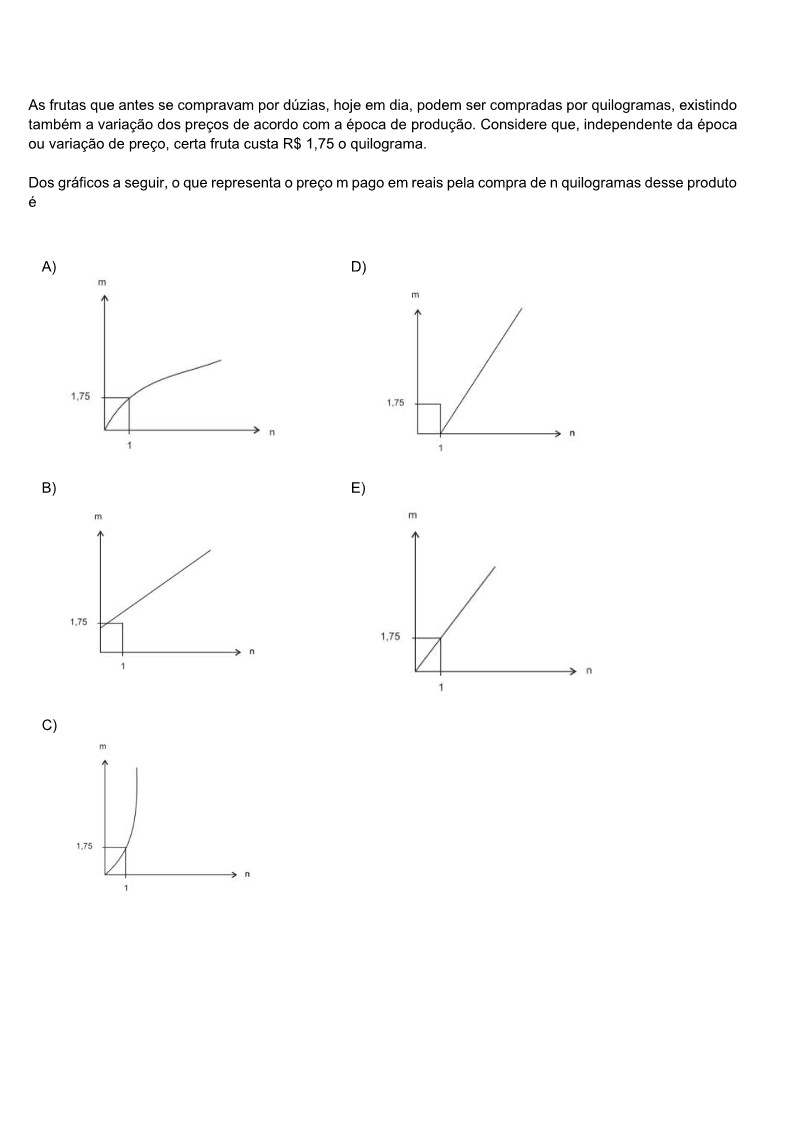 As frutas que antes se compravam por dúzias, hoje em dia, podem ser compradas por quilogramas, existindo
também a variação dos preços de acordo com a época de produção. Considere que, independente da época
ou variação de preço, certa fruta custa R$ 1,75 o quilograma.
Dos gráficos a seguir, o que representa o preço m pago em reais pela compra de n quilogramas desse produto
é
A)
m
1,75
n
1
B)
m
1,75
n
1
C)
m
1,75
n
1
D)
m
1,75
n
1
E)
m
1,75
n
1